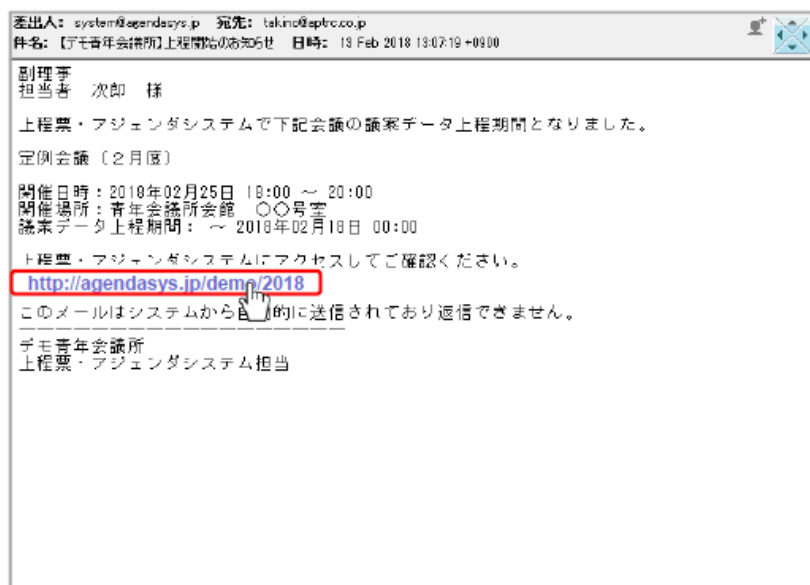 差出人： system@agendasys.jp 宛先： takino@aptro.co.jp
件名：【デモ青年会議所】上程開始のお知らせ 日時： 13 Feb 2018 13:07:19 +0900
副理事
担当者 次郎 様
上程票・アジェンダシステムで下記会議の議案データ上程期間となりました。
定例会議（２月度）
開催日時：2018年02月25日 18:00 ～ 20:00
開催場所：青年会議所会館 〇〇号室
議案データ上程期間： ～ 2018年02月18日 00:00
上程票・アジェンダシステムにアクセスしてご確認ください。
http://agendasys.jp/demo/2018
このメールはシステムから自動的に送信されており返信できません。
デモ青年会議所
上程票・アジェンダシステム担当